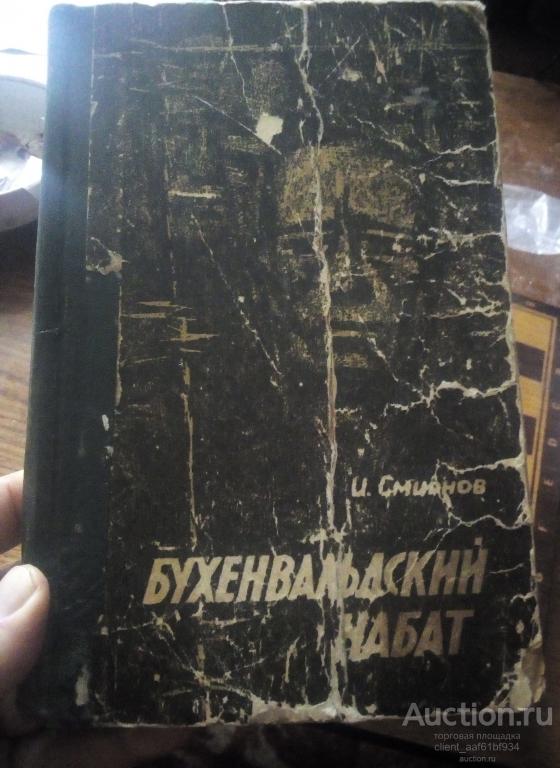 И. Смирнов
БУХЕНВАЛЬДСКИЙ
НАБАТ
Auction.ru
торговая площадка
client_aaf61bf934
auction.ru